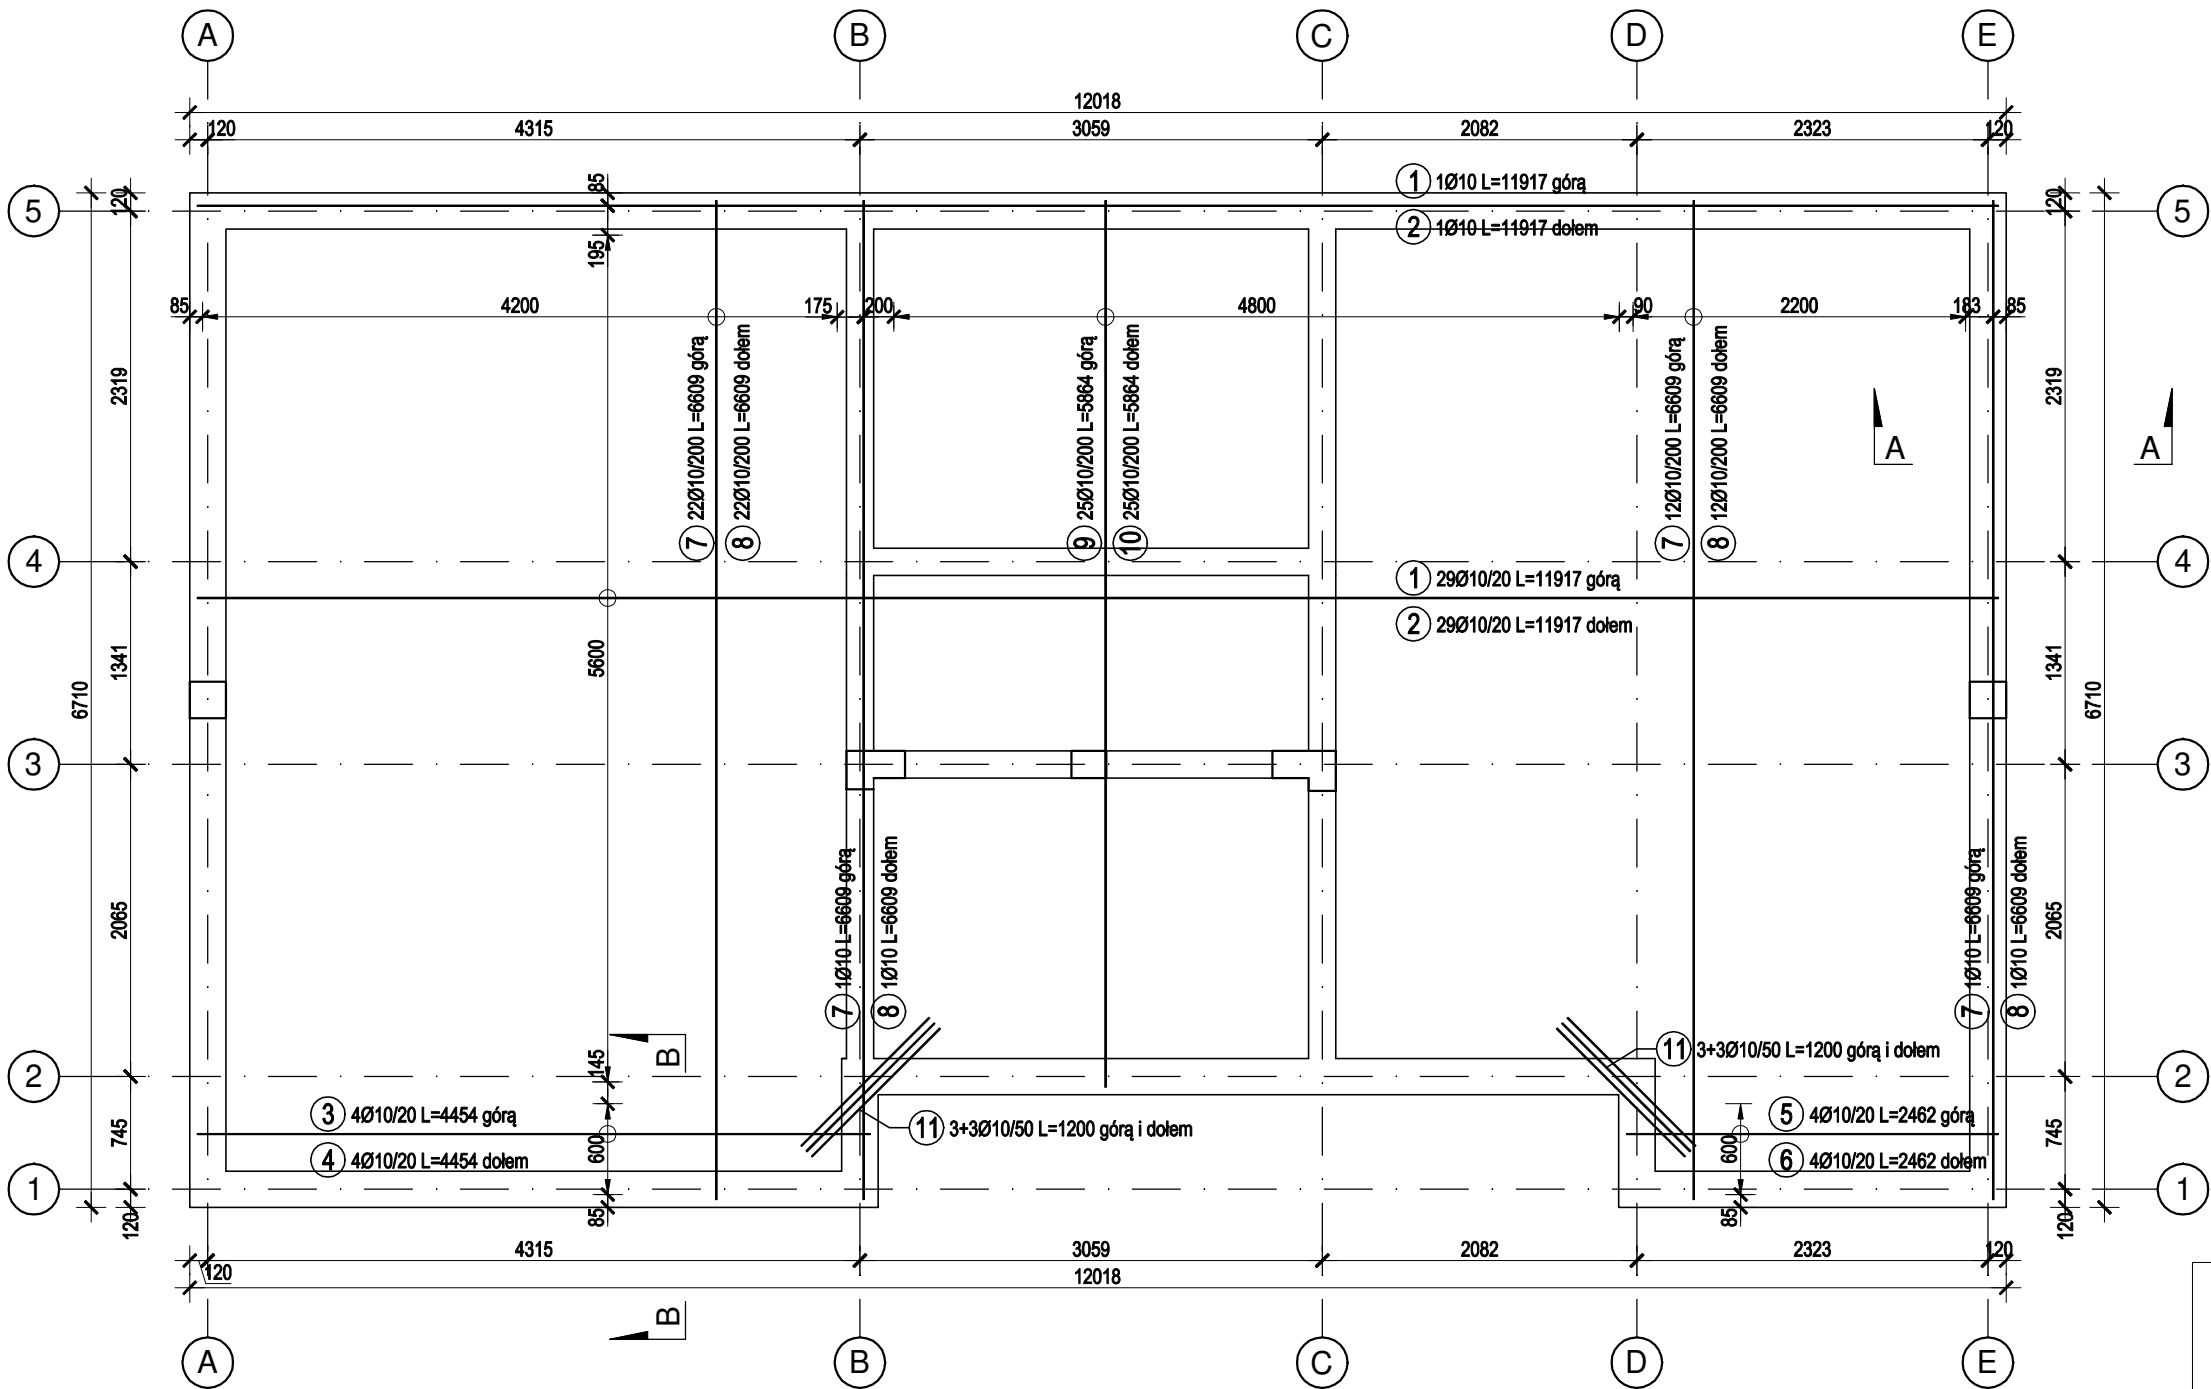 A B C D E
12018
120 4315 3059 2082 2323 120
85
1 1Ø10 L=11917 górą
5 120 120 5
2 1Ø10 L=11917 dołem
195
85 4200 175 200 4800 90 2200 183 85
2319 2319
7 22Ø10/200 L=6609 górą
8 22Ø10/200 L=6609 dołem
9 25Ø10/200 L=5864 górą
10 25Ø10/200 L=5864 dołem
7 12Ø10/200 L=6609 górą
8 12Ø10/200 L=6609 dołem
A A
4 4
1 29Ø10/20 L=11917 górą
2 29Ø10/20 L=11917 dołem
1341 5600 1341
6710 6710
3 3
2065 2065
7 1Ø10 L=6609 górą
8 1Ø10 L=6609 dołem
7 1Ø10 L=6609 górą
8 1Ø10 L=6609 dołem
B
145
11 3+3Ø10/50 L=1200 górą i dołem
2 2
3 4Ø10/20 L=4454 górą
5 4Ø10/20 L=2462 górą
11 3+3Ø10/50 L=1200 górą i dołem
745 600 600 745
4 4Ø10/20 L=4454 dołem
6 4Ø10/20 L=2462 dołem
1 1
120 85 85 120
4315 3059 2082 2323 120
120
12018
B
A B C D E